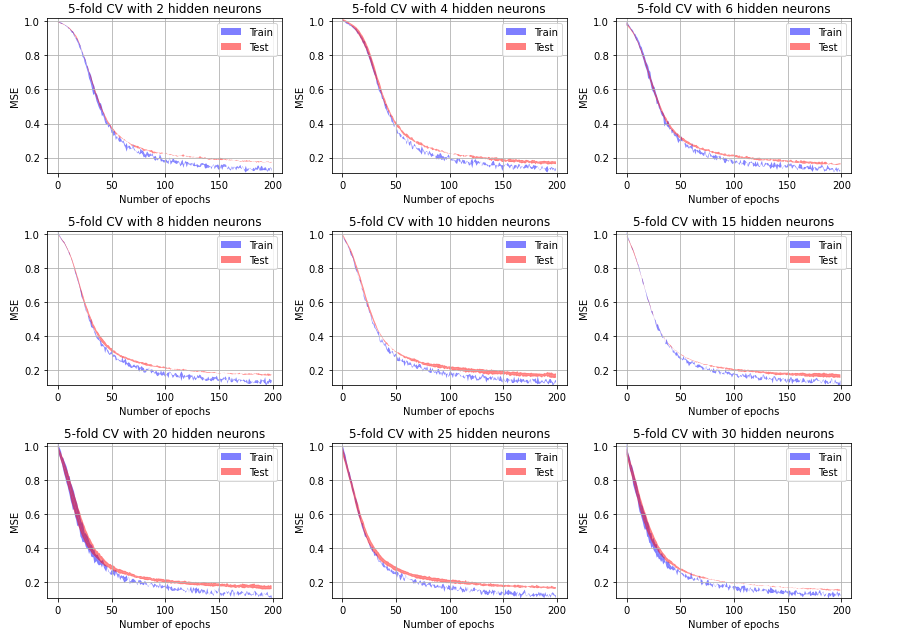 5-fold CV with 2 hidden neurons
1.0
0.8
0.6
0.4
0.2
MSE
0
50
100
150
200
Number of epochs
Train
Test
5-fold CV with 4 hidden neurons
1.0
0.8
0.6
0.4
0.2
MSE
0
50
100
150
200
Number of epochs
Train
Test
5-fold CV with 6 hidden neurons
1.0
0.8
0.6
0.4
0.2
MSE
0
50
100
150
200
Number of epochs
Train
Test
5-fold CV with 8 hidden neurons
1.0
0.8
0.6
0.4
0.2
MSE
0
50
100
150
200
Number of epochs
Train
Test
5-fold CV with 10 hidden neurons
1.0
0.8
0.6
0.4
0.2
MSE
0
50
100
150
200
Number of epochs
Train
Test
5-fold CV with 15 hidden neurons
1.0
0.8
0.6
0.4
0.2
MSE
0
50
100
150
200
Number of epochs
Train
Test
5-fold CV with 20 hidden neurons
1.0
0.8
0.6
0.4
0.2
MSE
0
50
100
150
200
Number of epochs
Train
Test
5-fold CV with 25 hidden neurons
1.0
0.8
0.6
0.4
0.2
MSE
0
50
100
150
200
Number of epochs
Train
Test
5-fold CV with 30 hidden neurons
1.0
0.8
0.6
0.4
0.2
MSE
0
50
100
150
200
Number of epochs
Train
Test